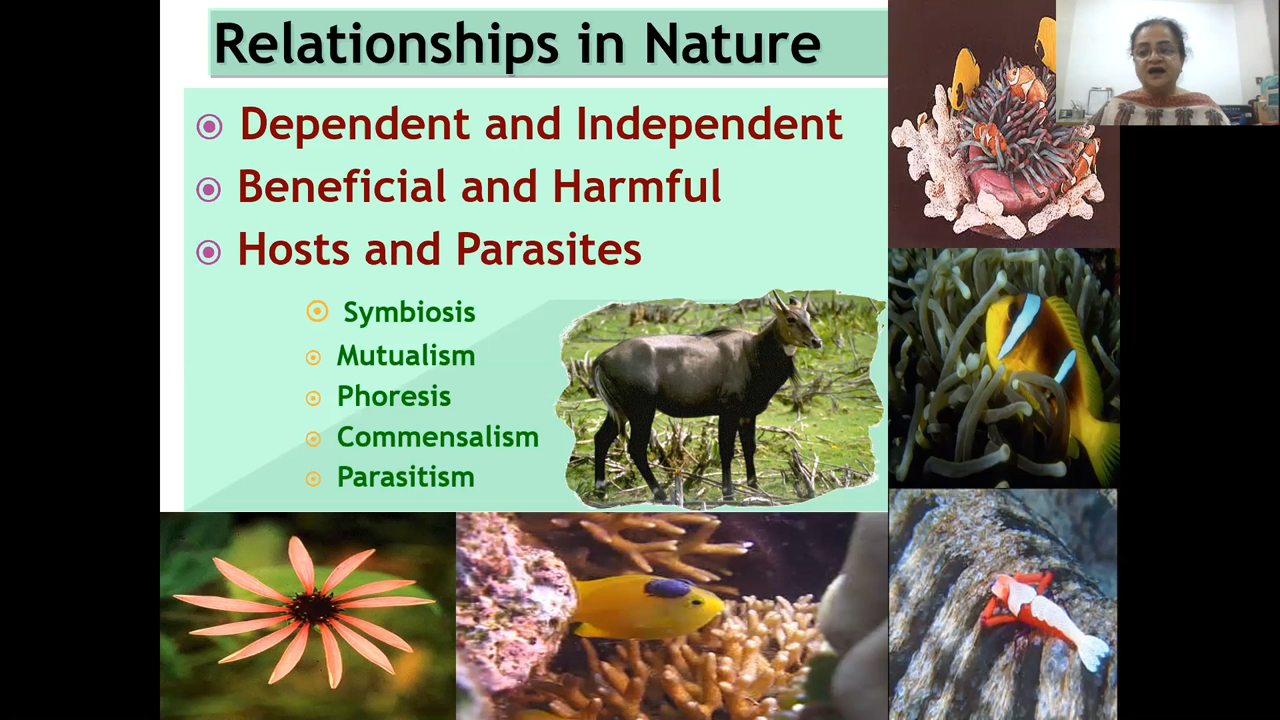 Relationships in Nature
Dependent and Independent
Beneficial and Harmful
Hosts and Parasites
Symbiosis
Mutualism
Phoresis
Commensalism
Parasitism